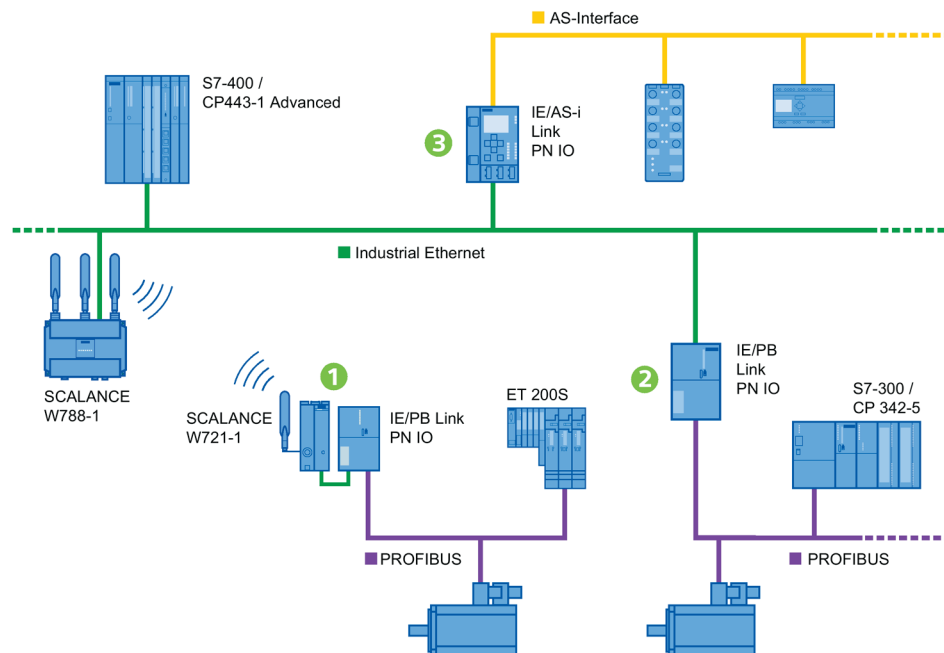 AS-Interface
S7-400 /
CP443-1 Advanced
3
IE/AS-i
Link
PN IO
Industrial Ethernet
SCALANCE
W788-1
1
SCALANCE
W721-1
IE/PB Link
PN IO
ET 200S
2
IE/PB
Link
PN IO
S7-300 /
CP 342-5
PROFIBUS
PROFIBUS